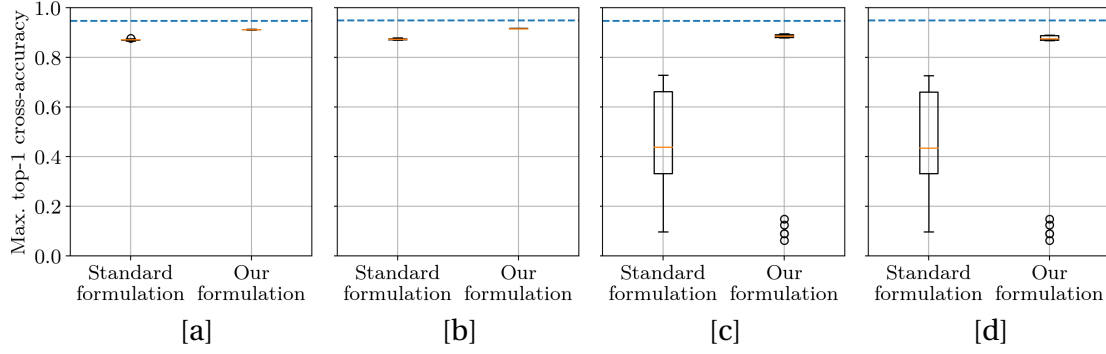 Max. top-1 cross-accuracy
1.0
0.8
0.6
0.4
0.2
0.0
Standard formulation
Our formulation
Standard formulation
Our formulation
Standard formulation
Our formulation
Standard formulation
Our formulation
[a]
[b]
[c]
[d]